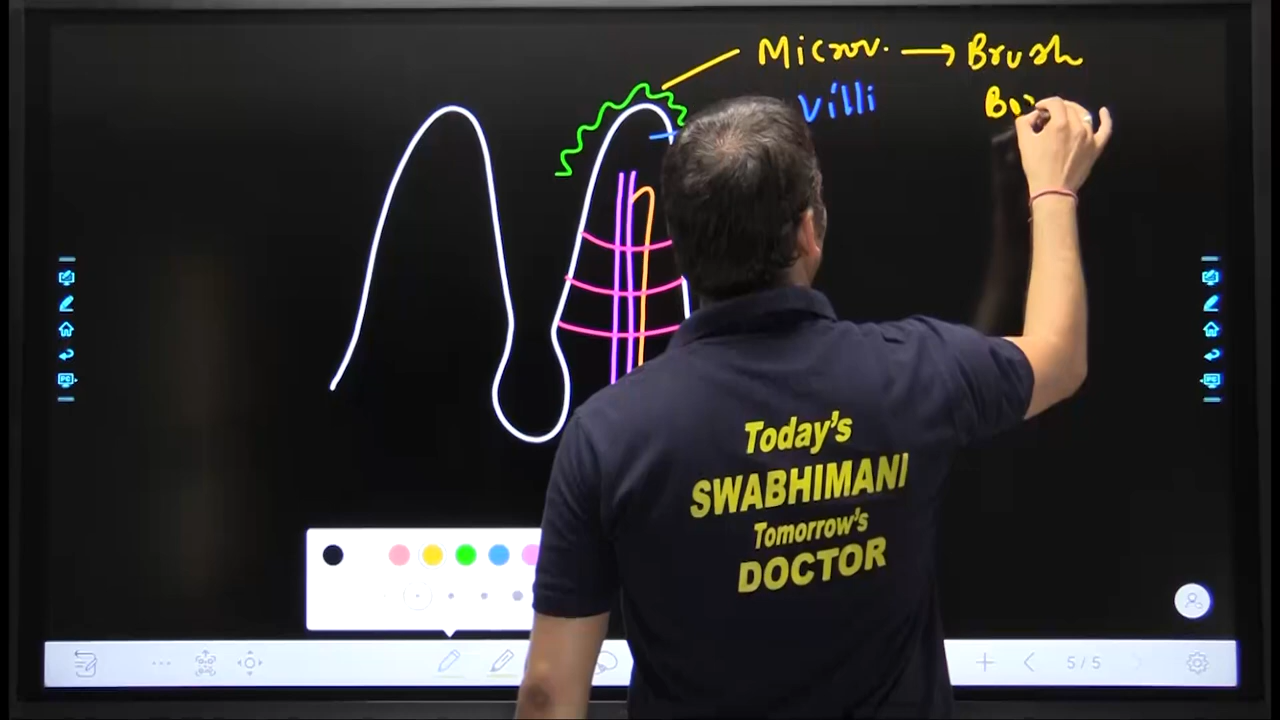 Microv. → Brush
Villi
Today's
SWABHIMANI
Tomorrow's
DOCTOR
5/5